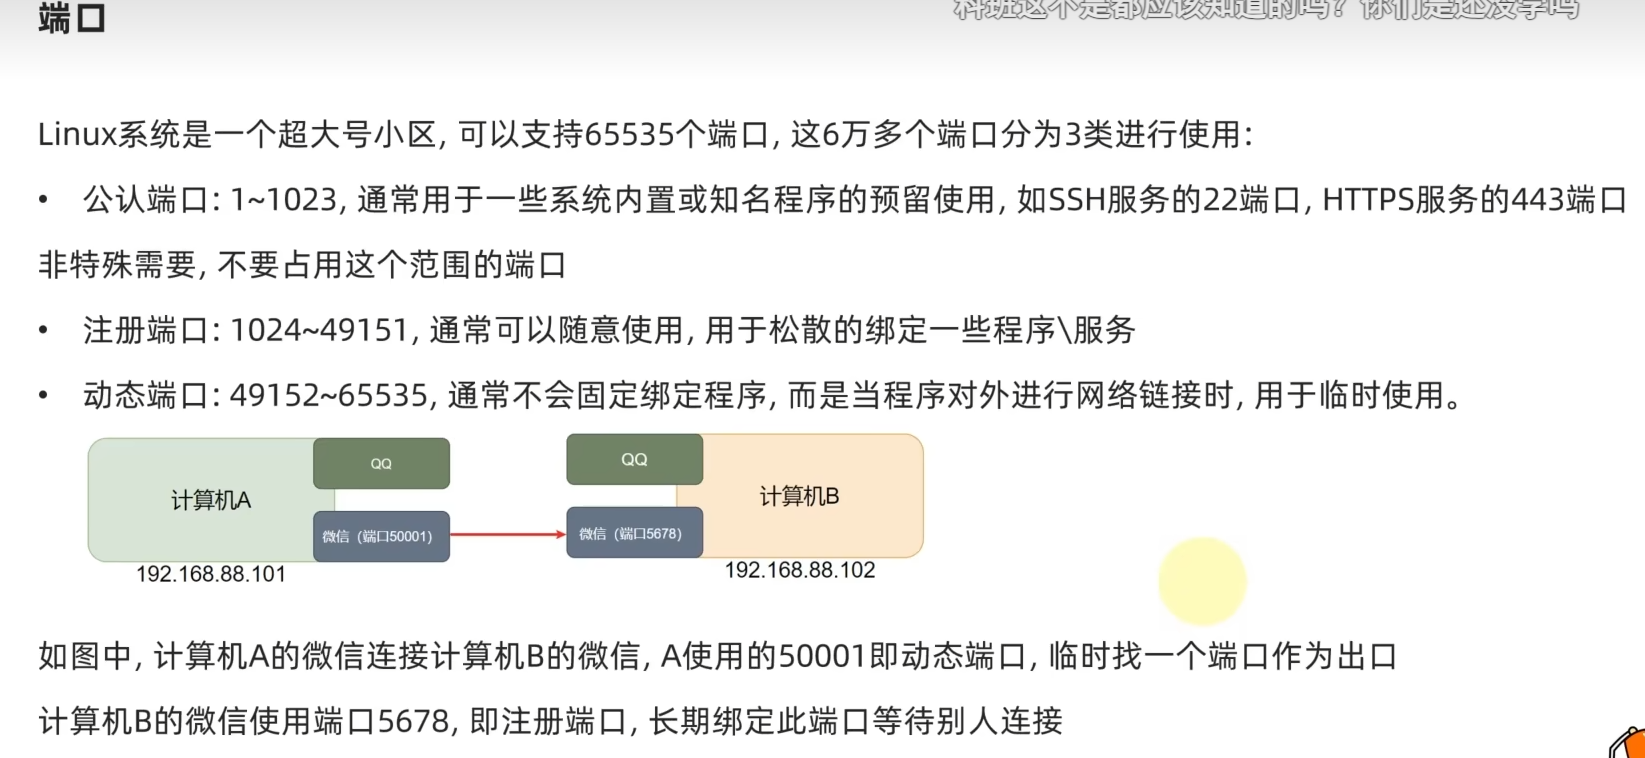 端口
科班这不是都应该知道的吗？你们是还没学吗
Linux系统是一个超大号小区, 可以支持65535个端口, 这6万多个端口分为3类进行使用:
• 公认端口: 1~1023, 通常用于一些系统内置或知名程序的预留使用, 如SSH服务的22端口, HTTPS服务的443端口
非特殊需要, 不要占用这个范围的端口
• 注册端口: 1024~49151, 通常可以随意使用, 用于松散的绑定一些程序\服务
• 动态端口: 49152~65535, 通常不会固定绑定程序, 而是当程序对外进行网络链接时, 用于临时使用。
QQ
QQ
计算机A
计算机B
微信（端口50001）
微信（端口5678）
192.168.88.101
192.168.88.102
如图中, 计算机A的微信连接计算机B的微信, A使用的50001即动态端口, 临时找一个端口作为出口
计算机B的微信使用端口5678, 即注册端口, 长期绑定此端口等待别人连接